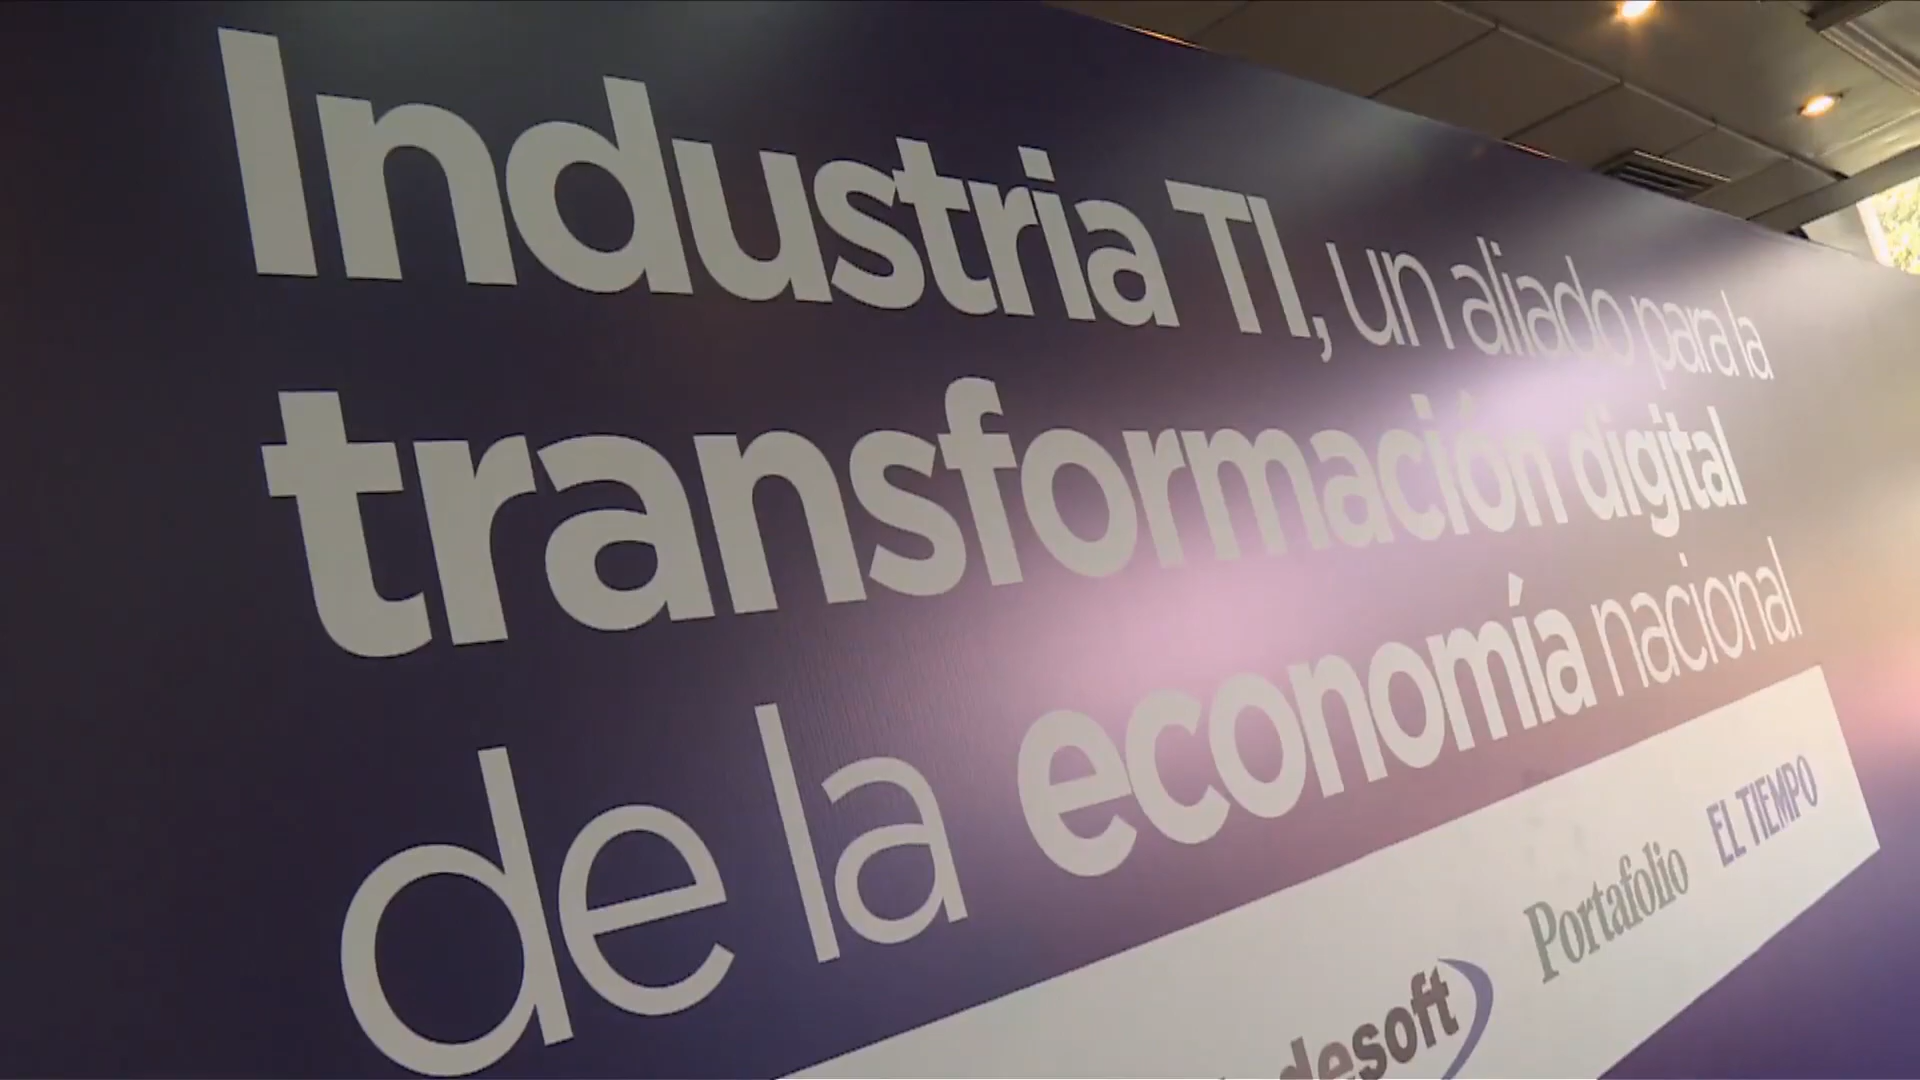 Industria TI, un aliado para la
transformación digital
de la economía nacional
desoft
Portafolio
EL TIEMPO